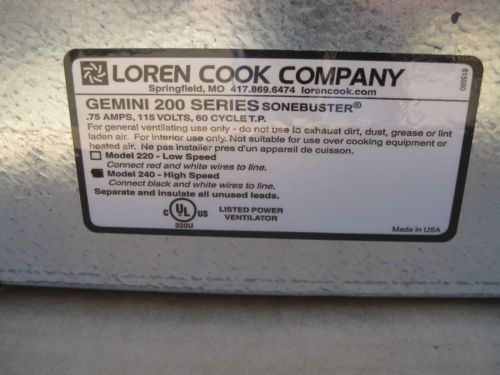 LOREN COOK COMPANY
Springfield, MO 417.869.6474 lorencook.com
GEMINI 200 SERIES SONEBUSTER®
.75 AMPS, 115 VOLTS, 60 CYCLE T.P.
For general ventilating use only - do not use to exhaust dirt, dust, grease or lint
laden air. For interior use only. Not suitable for use over cooking equipment or
heated air. Ne pas installer pres d'un appareil de cuisson.
Model 220 - Low Speed
Connect red and white wires to line.
Model 240 - High Speed
Connect black and white wires to line.
Separate and insulate all unused leads.
C UL US
LISTED POWER
VENTILATOR
320U
Made In USA